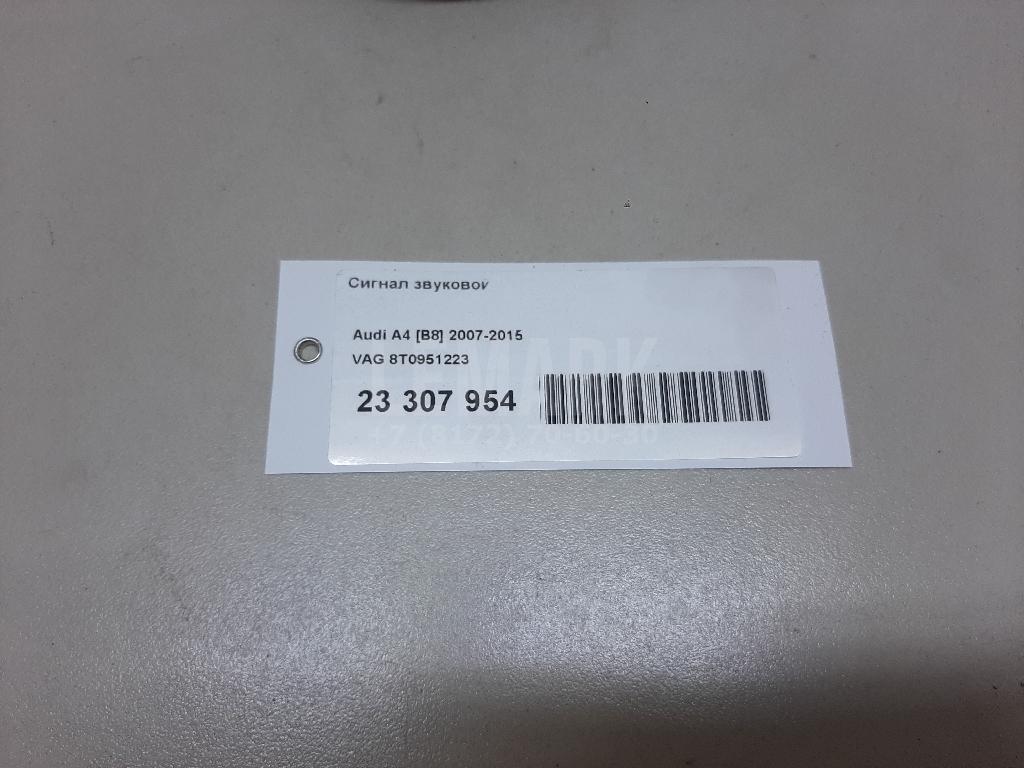 Сигнал звуковой
Audi A4 [B8] 2007-2015
VAG 8T0951223
23 307 954